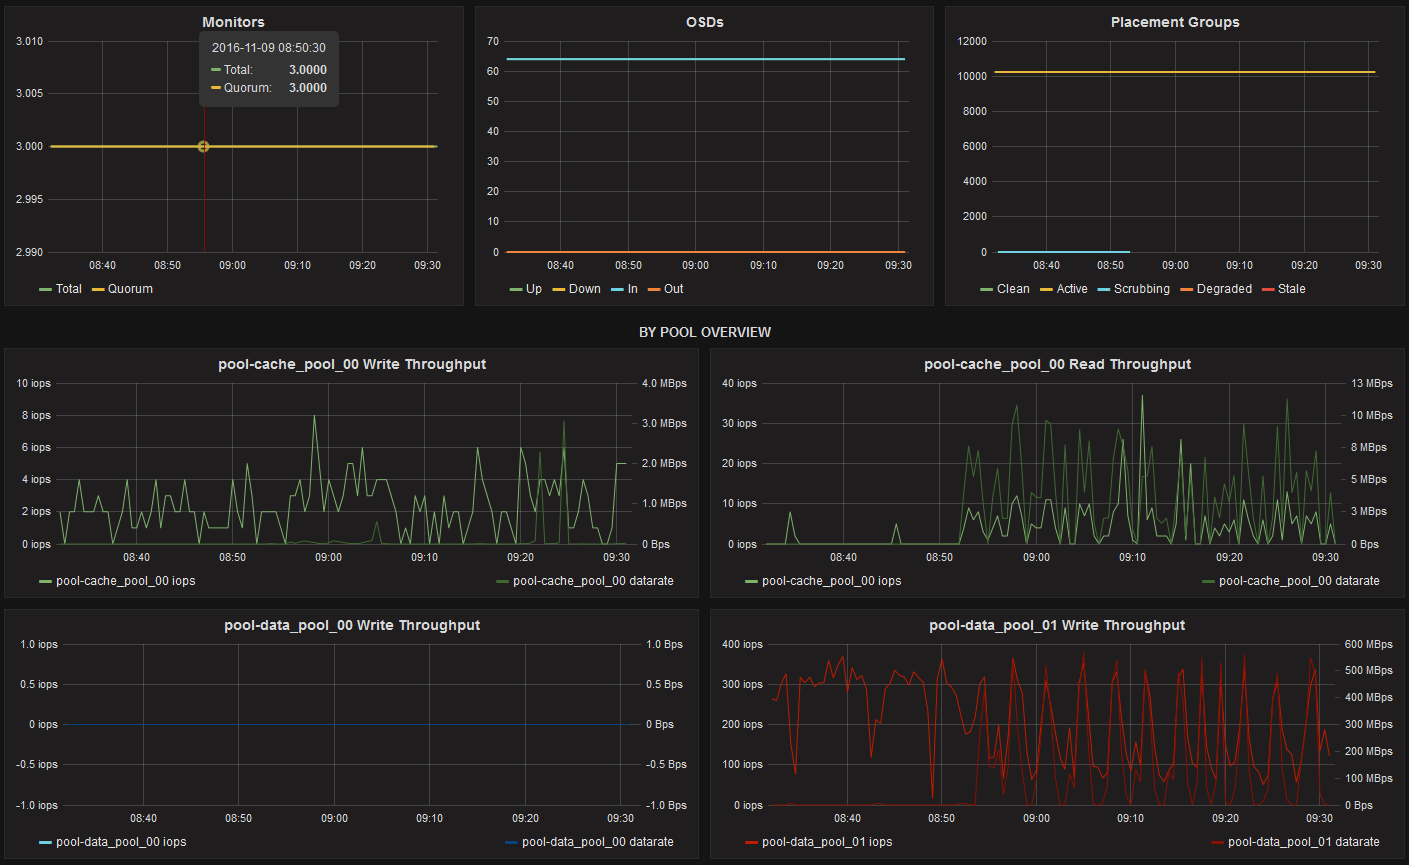 Monitors
2016-11-09 08:50:30
Total: 3.0000
Quorum: 3.0000
3.010
3.005
3.000
2.995
2.990
08:40 08:50 09:00 09:10 09:20 09:30
Total Quorum
OSDs
70
60
50
40
30
20
10
0
08:40 08:50 09:00 09:10 09:20 09:30
Up Down In Out
Placement Groups
12000
10000
8000
6000
4000
2000
0
08:40 08:50 09:00 09:10 09:20 09:30
Clean Active Scrubbing Degraded Stale
BY POOL OVERVIEW
pool-cache_pool_00 Write Throughput
10 iops 4.0 MBps
8 iops
3.0 MBps
6 iops
2.0 MBps
4 iops
1.0 MBps
2 iops
0 iops 0 Bps
08:40 08:50 09:00 09:10 09:20 09:30
pool-cache_pool_00 iops pool-cache_pool_00 datarate
pool-cache_pool_00 Read Throughput
40 iops 13 MBps
10 MBps
30 iops
8 MBps
20 iops
5 MBps
10 iops
3 MBps
0 iops 0 Bps
08:40 08:50 09:00 09:10 09:20 09:30
pool-cache_pool_00 iops pool-cache_pool_00 datarate
pool-data_pool_00 Write Throughput
1.0 iops 1.0 Bps
0.5 iops 0.5 Bps
0 iops 0 Bps
-0.5 iops -0.5 Bps
-1.0 iops -1.0 Bps
08:40 08:50 09:00 09:10 09:20 09:30
pool-data_pool_00 iops pool-data_pool_00 datarate
pool-data_pool_01 Write Throughput
400 iops 600 MBps
500 MBps
300 iops
400 MBps
200 iops 300 MBps
200 MBps
100 iops
100 MBps
0 iops 0 Bps
08:40 08:50 09:00 09:10 09:20 09:30
pool-data_pool_01 iops pool-data_pool_01 datarate